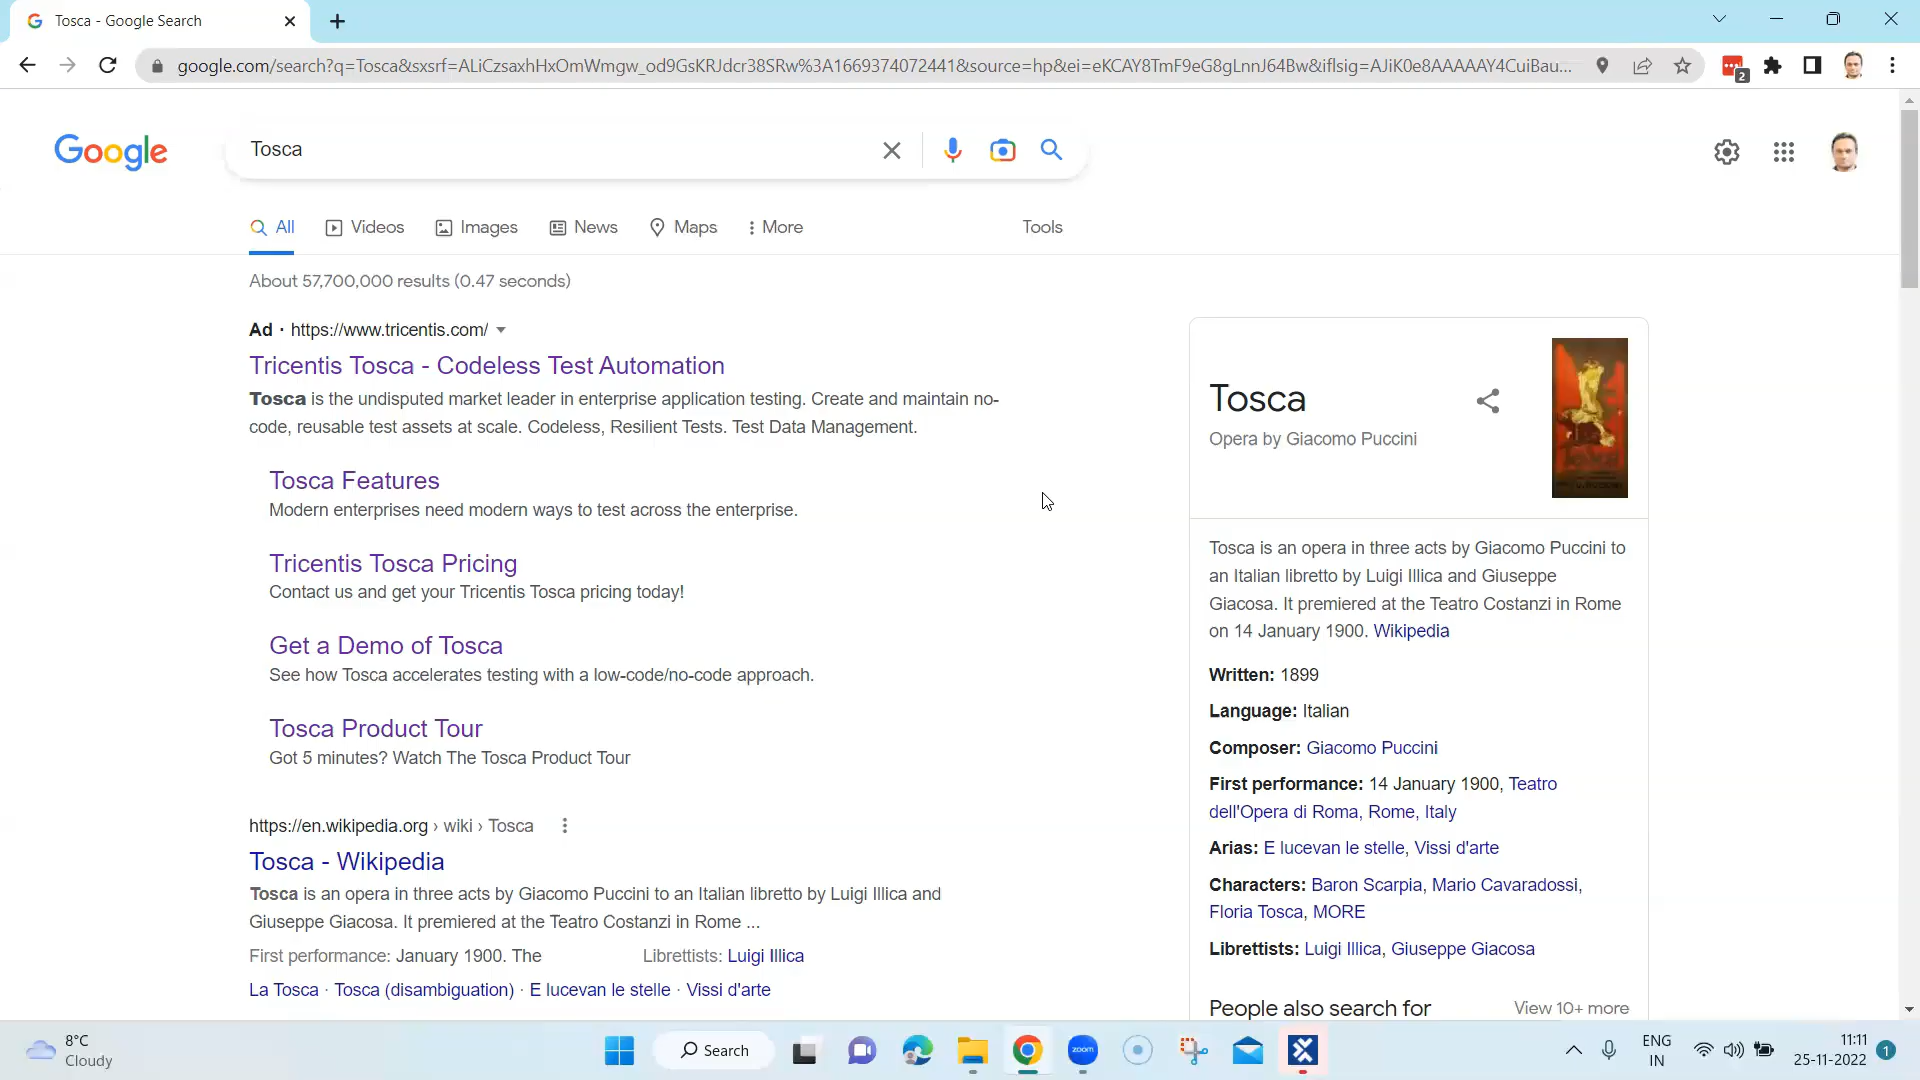 Tosca - Google Search
google.com/search?q=Tosca&sxsrf=ALiCzsaxhHxOmWmgw_od9GsKRJdcr38SRw%3A1669374072441&source=hp&ei=eKCAY8TmF9eG8gLnnJ64Bw&iflsig=AJiK0e8AAAAAY4CuiBau...
2
Google
Tosca
All
Videos
Images
News
Maps
More
Tools
About 57,700,000 results (0.47 seconds)
Ad · https://www.tricentis.com/
Tricentis Tosca - Codeless Test Automation
Tosca is the undisputed market leader in enterprise application testing. Create and maintain no-
code, reusable test assets at scale. Codeless, Resilient Tests. Test Data Management.
Tosca Features
Modern enterprises need modern ways to test across the enterprise.
Tricentis Tosca Pricing
Contact us and get your Tricentis Tosca pricing today!
Get a Demo of Tosca
See how Tosca accelerates testing with a low-code/no-code approach.
Tosca Product Tour
Got 5 minutes? Watch The Tosca Product Tour
https://en.wikipedia.org › wiki › Tosca
Tosca - Wikipedia
Tosca is an opera in three acts by Giacomo Puccini to an Italian libretto by Luigi Illica and
Giuseppe Giacosa. It premiered at the Teatro Costanzi in Rome ...
First performance: January 1900. The
Librettists: Luigi Illica
La Tosca · Tosca (disambiguation) · E lucevan le stelle · Vissi d'arte
Tosca
Opera by Giacomo Puccini
Tosca is an opera in three acts by Giacomo Puccini to
an Italian libretto by Luigi Illica and Giuseppe
Giacosa. It premiered at the Teatro Costanzi in Rome
on 14 January 1900. Wikipedia
Written: 1899
Language: Italian
Composer: Giacomo Puccini
First performance: 14 January 1900, Teatro
dell'Opera di Roma, Rome, Italy
Arias: E lucevan le stelle, Vissi d'arte
Characters: Baron Scarpia, Mario Cavaradossi,
Floria Tosca, MORE
Librettists: Luigi Illica, Giuseppe Giacosa
People also search for
View 10+ more
8°C
Cloudy
Search
zoom
ENG
IN
11:11
25-11-2022
1